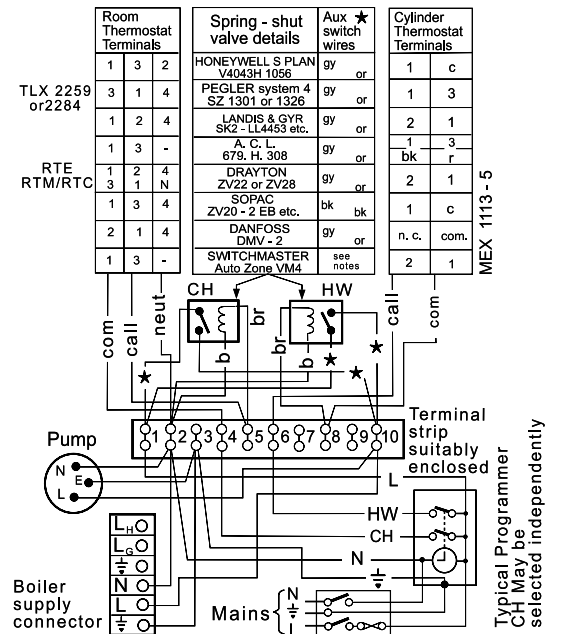 Room Thermostat Terminals
Spring - shut valve details
Aux ★ switch wires
Cylinder Thermostat Terminals
1 3 2
HONEYWELL S PLAN V4043H 1056
gy or
1 c
TLX 2259 or2284
3 1 4
PEGLER system 4 SZ 1301 or 1326
gy or
1 3
1 2 4
LANDIS & GYR SK2 - LL4453 etc.
gy or
2 1
1 3 -
A. C. L. 679. H. 308
gy or
1 3
bk r
RTE RTM/RTC
1 2 4
3 1 N
DRAYTON ZV22 or ZV28
gy or
2 1
1 3 4
SOPAC ZV20 - 2 EB etc.
bk bk
1 c
2 1 4
DANFOSS DMV - 2
gy or
n. c. com.
1 3 -
SWITCHMASTER Auto Zone VM4
see notes
2 1
MEX 1113 - 5
CH
HW
com
call
neut
b
br
br
b
call
com
★
★
★
★
1 2 3 4 5 6 7 8 9 10
Terminal strip suitably enclosed
Pump
N
E
L
L
HW
CH
N
Typical Programmer
CH May be
selected independently
LH
LG
N
L
Boiler supply connector
Mains
N
L